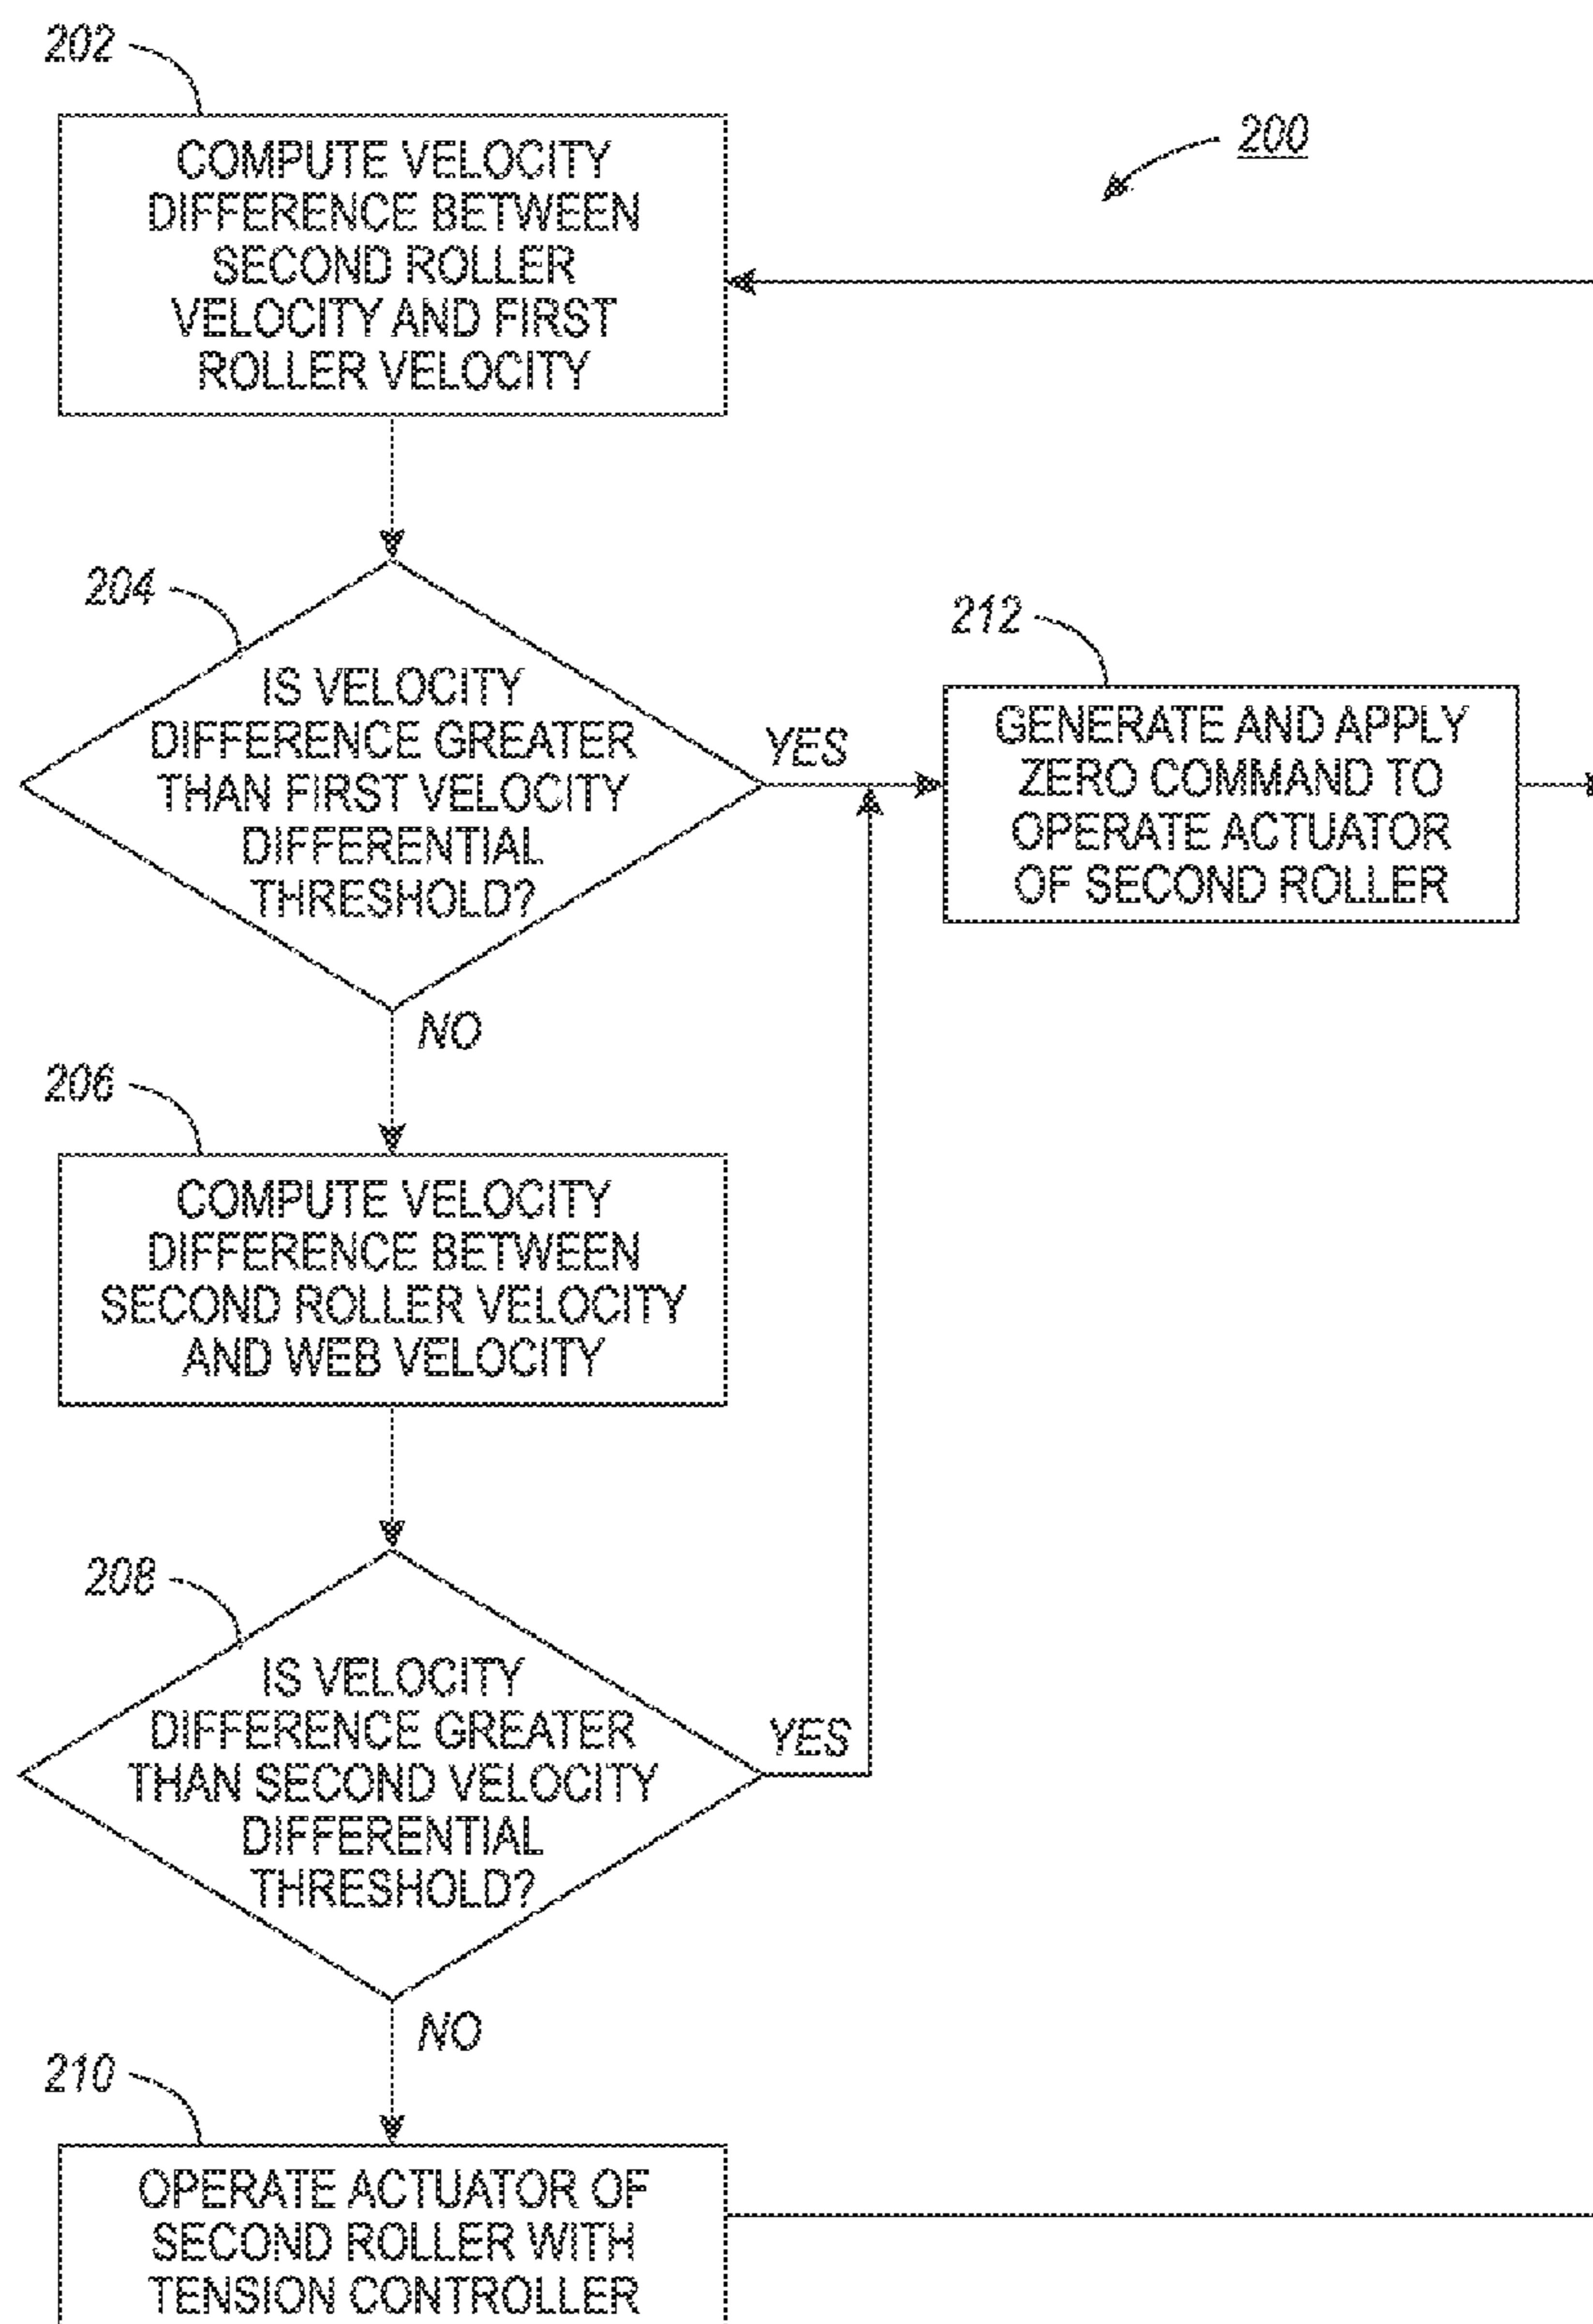 202
200
COMPUTE VELOCITY
DIFFERENCE BETWEEN
SECOND ROLLER
VELOCITY AND FIRST
ROLLER VELOCITY
204
IS VELOCITY
DIFFERENCE GREATER
THAN FIRST VELOCITY
DIFFERENTIAL
THRESHOLD?
YES
212
GENERATE AND APPLY
ZERO COMMAND TO
OPERATE ACTUATOR
OF SECOND ROLLER
NO
206
COMPUTE VELOCITY
DIFFERENCE BETWEEN
SECOND ROLLER VELOCITY
AND WEB VELOCITY
208
IS VELOCITY
DIFFERENCE GREATER
THAN SECOND VELOCITY
DIFFERENTIAL
THRESHOLD?
YES
NO
210
OPERATE ACTUATOR OF
SECOND ROLLER WITH
TENSION CONTROLLER